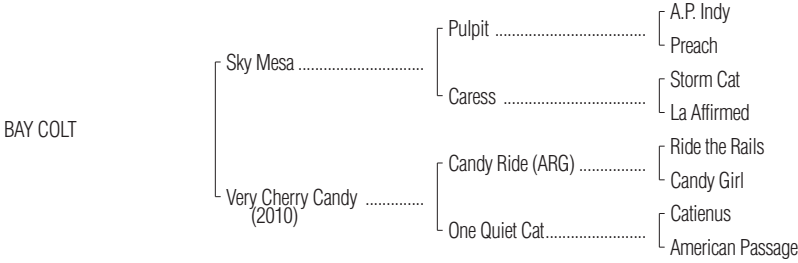 A.P. Indy
Pulpit ...................................
Preach
Sky Mesa .............................
Storm Cat
Caress ..................................
La Affirmed
BAY COLT
Ride the Rails
Candy Ride (ARG) ................
Candy Girl
Very Cherry Candy ..............
(2010)
Catienus
One Quiet Cat........................
American Passage